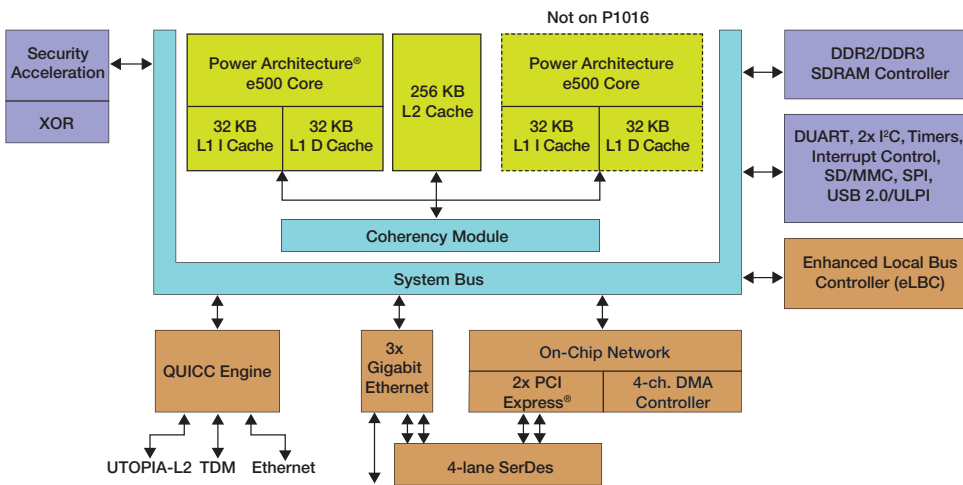 Not on P1016
Security
Acceleration
XOR
Power Architecture®
e500 Core
32 KB
L1 I Cache
32 KB
L1 D Cache
256 KB
L2 Cache
Power Architecture
e500 Core
32 KB
L1 I Cache
32 KB
L1 D Cache
DDR2/DDR3
SDRAM Controller
DUART, 2x I²C, Timers,
Interrupt Control,
SD/MMC, SPI,
USB 2.0/ULPI
Coherency Module
System Bus
Enhanced Local Bus
Controller (eLBC)
QUICC Engine
3x
Gigabit
Ethernet
On-Chip Network
2x PCI
Express®
4-ch. DMA
Controller
UTOPIA-L2
TDM
Ethernet
4-lane SerDes